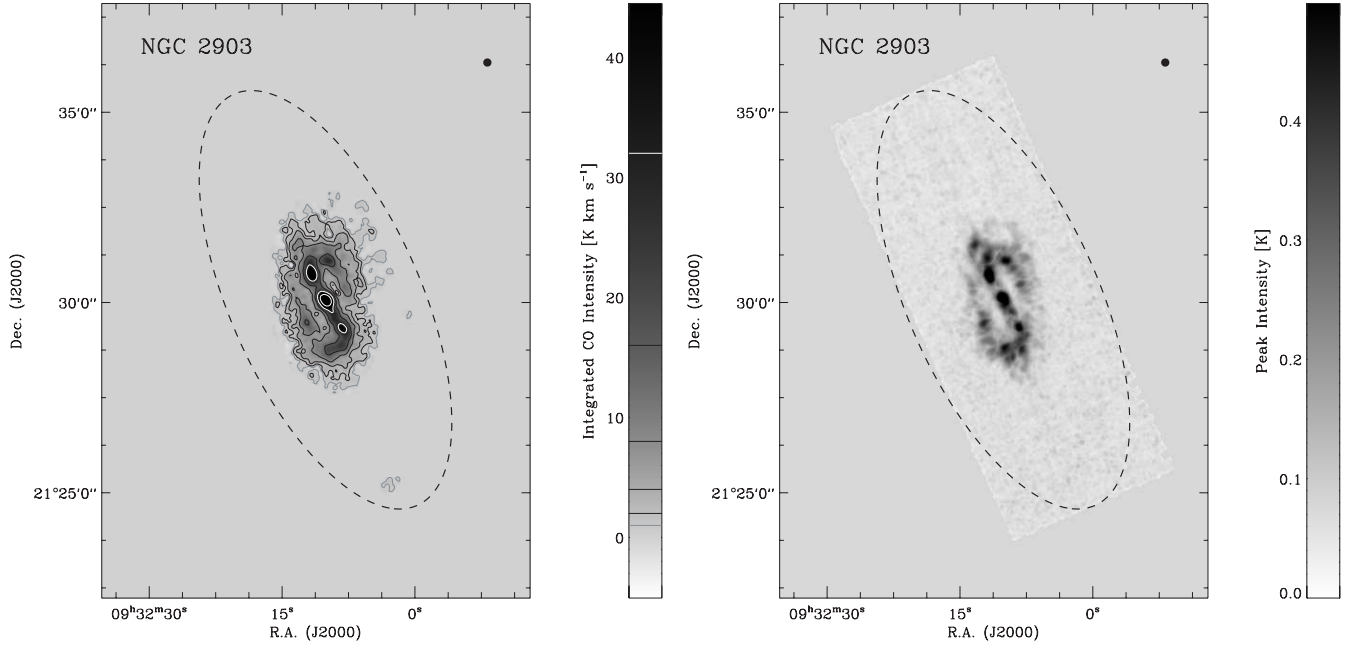 NGC 2903
35'0''
30'0''
21°25'0''
Dec. (J2000)
09ʰ32ᵐ30ˢ
15ˢ
0ˢ
R.A. (J2000)
40
30
20
10
0
Integrated CO Intensity [K km s⁻¹]
NGC 2903
35'0''
30'0''
21°25'0''
Dec. (J2000)
09ʰ32ᵐ30ˢ
15ˢ
0ˢ
R.A. (J2000)
0.4
0.3
0.2
0.1
0.0
Peak Intensity [K]